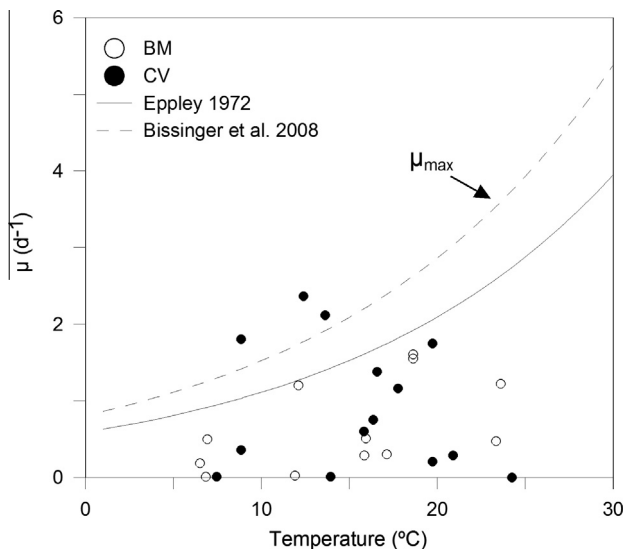 6
BM
CV
Eppley 1972
Bissinger et al. 2008
μmax
4
μ (d-1)
2
0
0 10 20 30
Temperature (ºC)